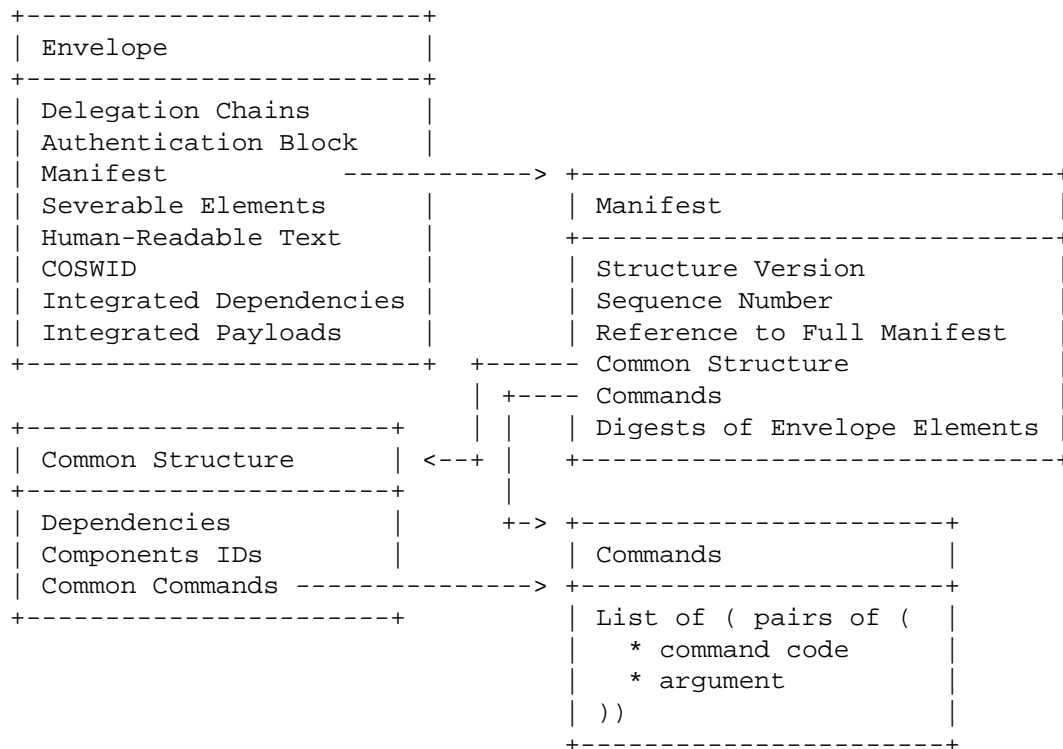 Envelope
Delegation Chains
Authentication Block
Manifest
Severable Elements
Human-Readable Text
COSWID
Integrated Dependencies
Integrated Payloads
Manifest
Structure Version
Sequence Number
Reference to Full Manifest
Common Structure
Commands
Digests of Envelope Elements
Common Structure
Dependencies
Components IDs
Common Commands
Commands
List of ( pairs of (
* command code
* argument
))